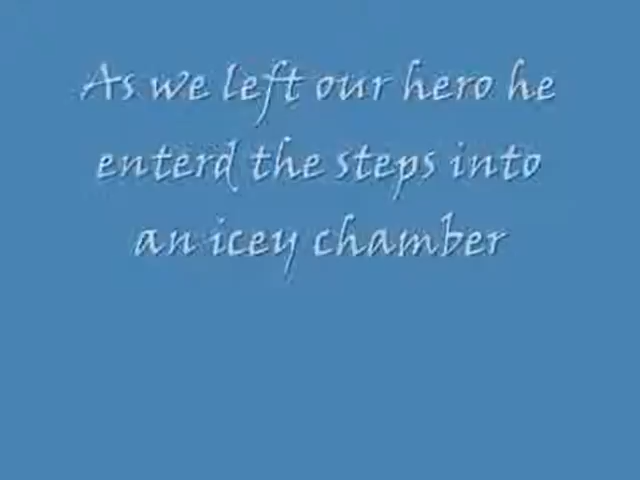 As we left our hero he
enterd the steps into
an icey chamber